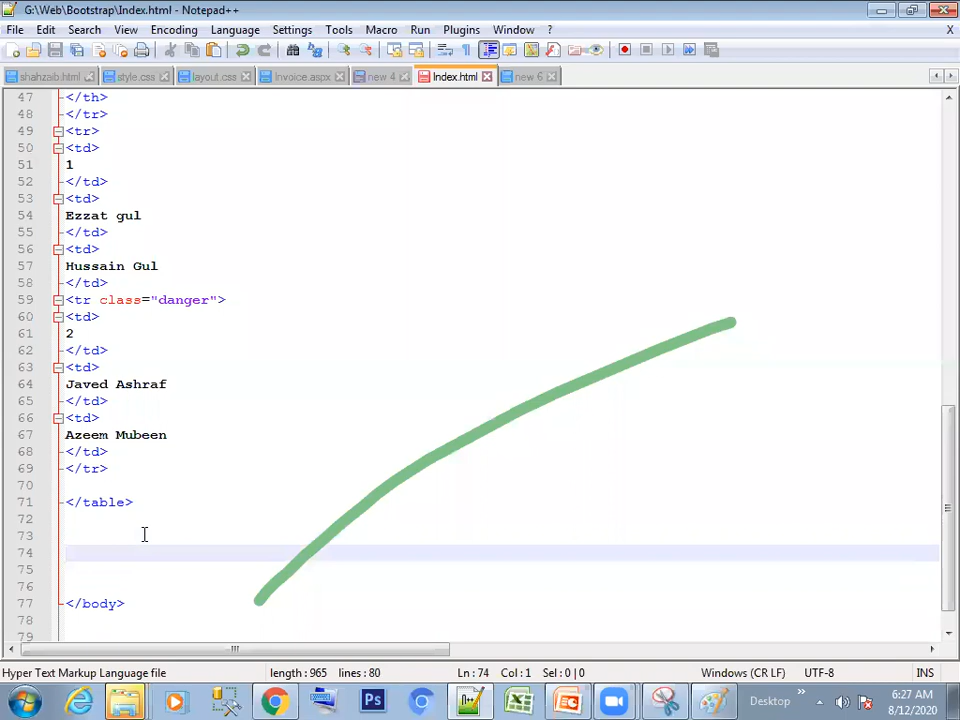 G:\Web\Bootstrap\Index.html - Notepad++
File Edit Search View Encoding Language Settings Tools Macro Run Plugins Window ? X
shahzaib.html style.css layout.css Invoice.aspx new 4 Index.html new 6
47 </th>
48 </tr>
49 <tr>
50 <td>
51 1
52 </td>
53 <td>
54 Ezzat gul
55 </td>
56 <td>
57 Hussain Gul
58 </td>
59 <tr class="danger">
60 <td>
61 2
62 </td>
63 <td>
64 Javed Ashraf
65 </td>
66 <td>
67 Azeem Mubeen
68 </td>
69 </tr>
70
71 </table>
72
73
74
75
76
77 </body>
78
79
Hyper Text Markup Language file length : 965 lines : 80 Ln : 74 Col : 1 Sel : 0 | 0 Windows (CR LF) UTF-8 INS
Ps Desktop » 6:27 AM
8/12/2020